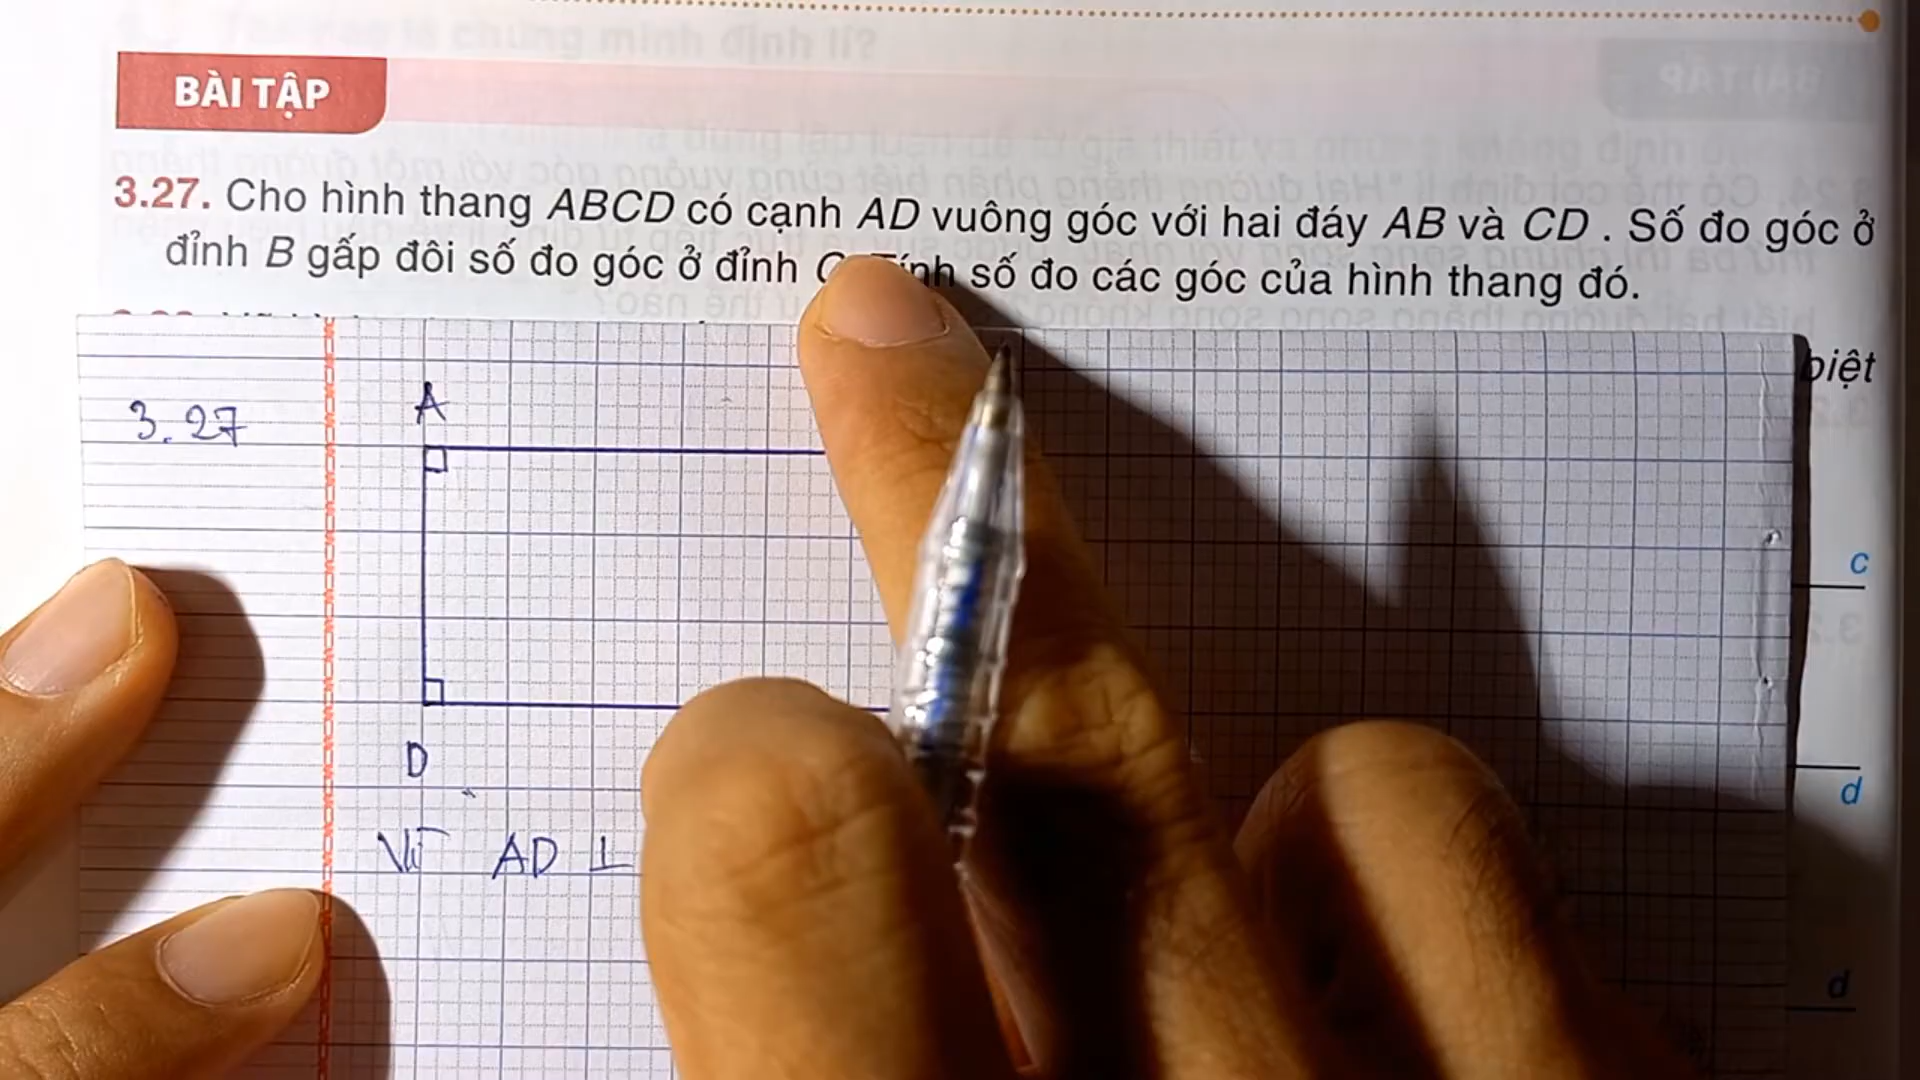 BÀI TẬP
3.27. Cho hình thang ABCD có cạnh AD vuông góc với hai đáy AB và CD. Số đo góc ở
đỉnh B gấp đôi số đo góc ở đỉnh số đo các góc của hình thang đó.
biệt
3.27
A
c
D
d
Vì AD ⊥
d